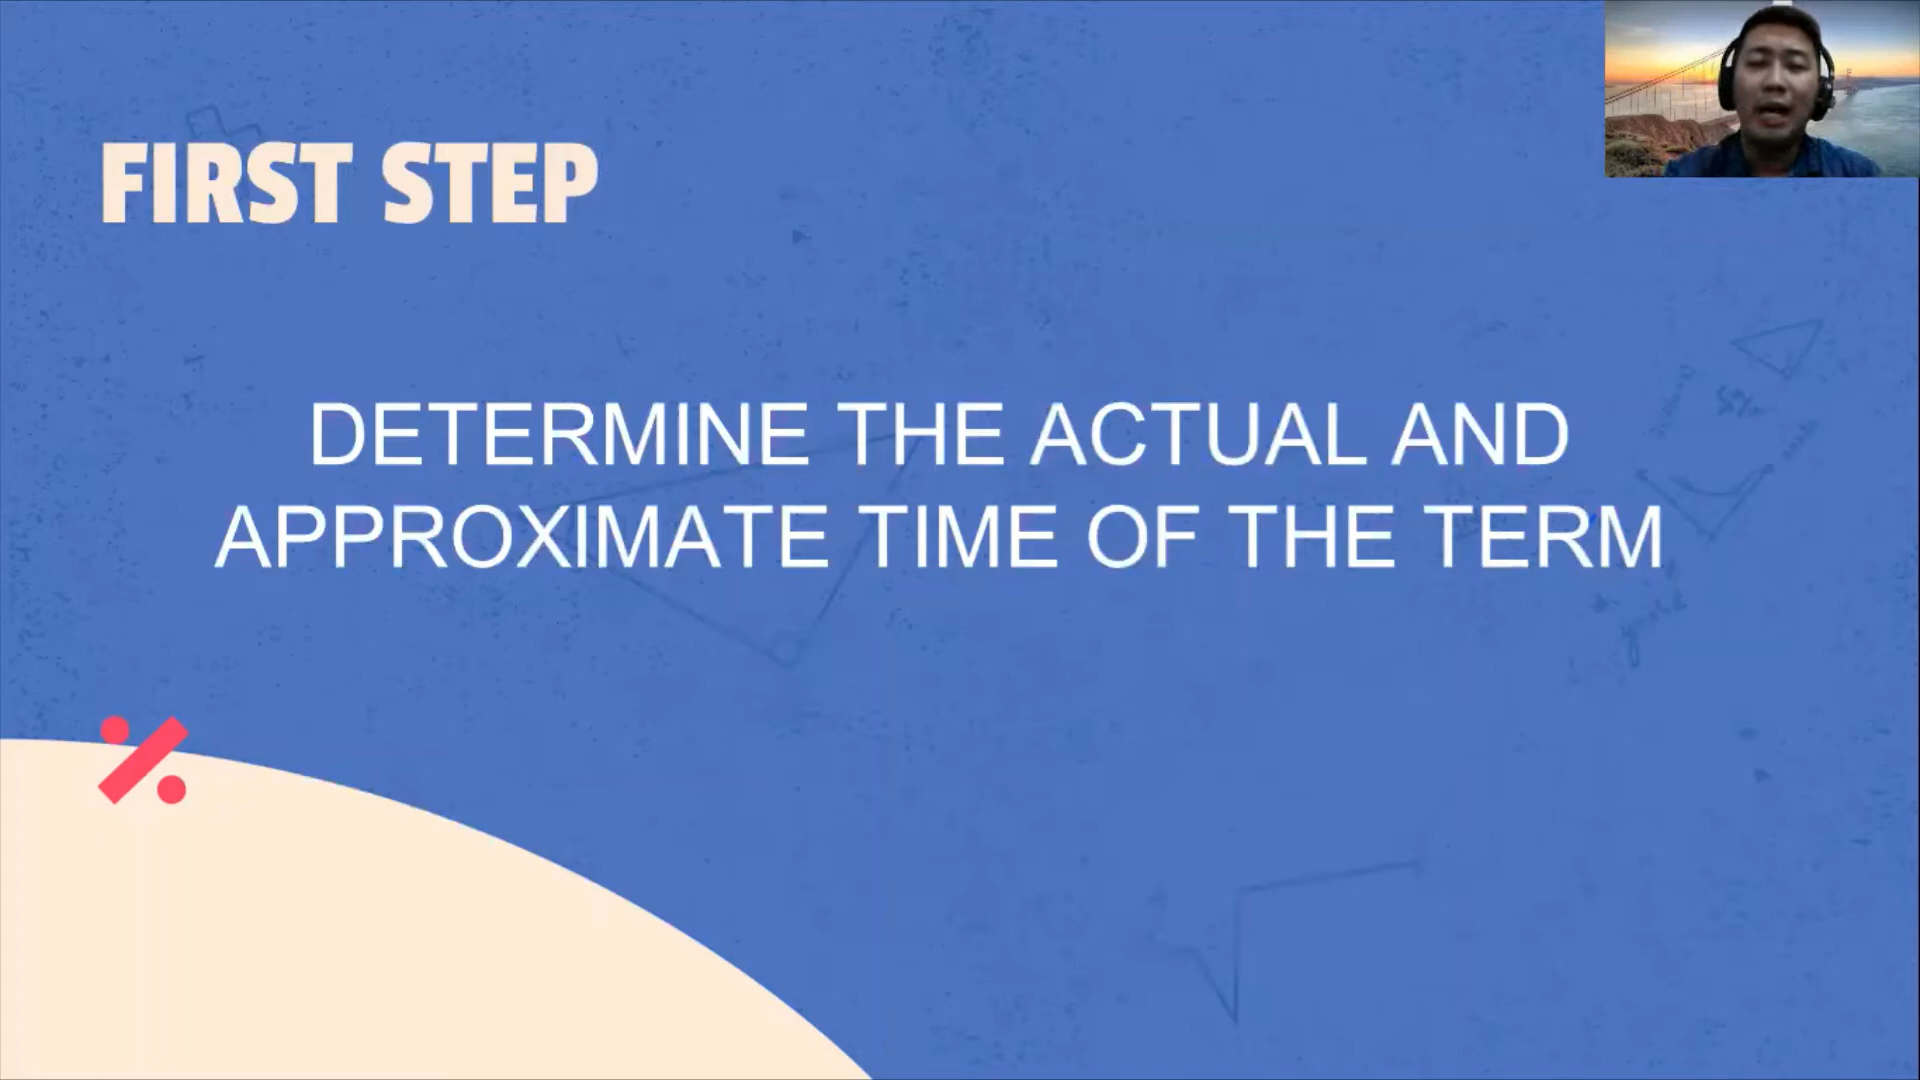 FIRST STEP
DETERMINE THE ACTUAL AND
APPROXIMATE TIME OF THE TERM